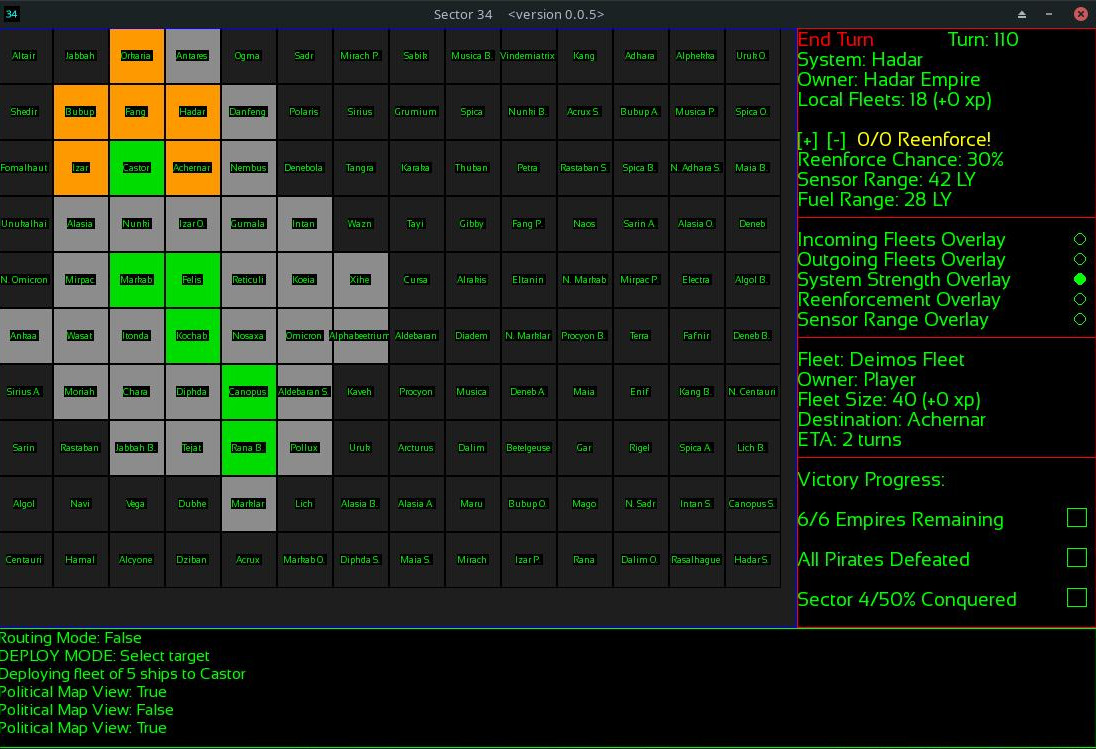 34 Sector 34 <version 0.0.5>
Altair Jabbah Orkaria Antares Ogma Sadr Mirach P. Sabik Musica B. Vindemiatrix Kang Adhara Alphekka Uruk O.
Shedir Bubup Fang Hadar Danfeng Polaris Sirius Grumium Spica Nunki B. Acrux S. Bubup A. Musica P. Spica O.
Fomalhaut Izar Castor Achernar Nembus Denebola Tangra Karaka Thuban Petra Rastaban S. Spica B. N. Adhara S. Maia B.
Unukalhai Alasia Nunki Izar O. Gumala Intan Wazn Tayi Gibby Fang P. Naos Sarin A. Alasia O. Deneb
N. Omicron Mirpac Markab Felis Reticuli Koeia Xihe Cursa Alrakis Eltanin N. Markab Mirpac P. Electra Algol B.
Ankaa Wasat Itonda Kochab Nosaxa Omicron Alphabeetrium Aldebaran Diadem N. Marklar Procyon B. Terra Fafnir Deneb B.
Sirius A. Moriah Chara Diphda Canopus Aldebaran S. Kaveh Procyon Musica Deneb A. Maia Enif Kang B. N. Centauri
Sarin Rastaban Jabbah B. Tejat Rana B. Pollux Uruk Arcturus Dalim Betelgeuse Gar Rigel Spica A. Lich B.
Algol Navi Vega Dubhe Marklar Lich Alasia B. Alasia A. Maru Bubup O. Mago N. Sadr Intan S. Canopus S.
Centauri Hamal Alcyone Dziban Acrux Markab O. Diphda S. Maia S. Mirach Izar P. Rana Dalim O. Rasalhague Hadar S.
End Turn Turn: 110
System: Hadar
Owner: Hadar Empire
Local Fleets: 18 (+0 xp)
[+] [-] 0/0 Reenforce!
Reenforce Chance: 30%
Sensor Range: 42 LY
Fuel Range: 28 LY
Incoming Fleets Overlay
Outgoing Fleets Overlay
System Strength Overlay
Reenforcement Overlay
Sensor Range Overlay
Fleet: Deimos Fleet
Owner: Player
Fleet Size: 40 (+0 xp)
Destination: Achernar
ETA: 2 turns
Victory Progress:
6/6 Empires Remaining
All Pirates Defeated
Sector 4/50% Conquered
Routing Mode: False
DEPLOY MODE: Select target
Deploying fleet of 5 ships to Castor
Political Map View: True
Political Map View: False
Political Map View: True